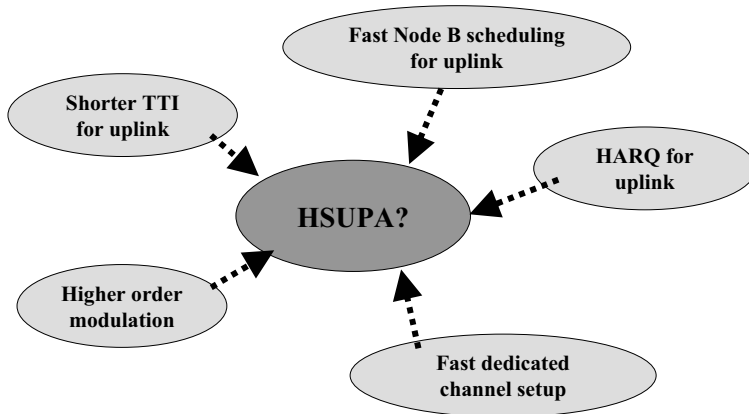 Fast Node B scheduling
for uplink
Shorter TTI
for uplink
HARQ for
uplink
HSUPA?
Higher order
modulation
Fast dedicated
channel setup